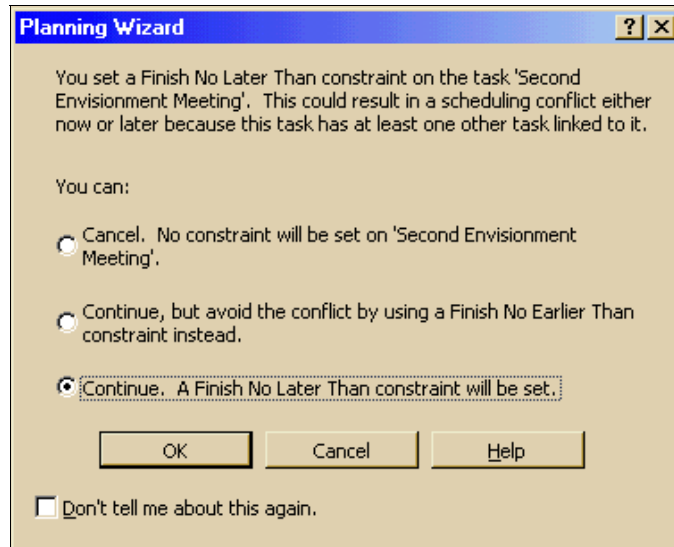 Planning Wizard
You set a Finish No Later Than constraint on the task 'Second
Envisionment Meeting'. This could result in a scheduling conflict either
now or later because this task has at least one other task linked to it.
You can:
Cancel. No constraint will be set on 'Second Envisionment
Meeting'.
Continue, but avoid the conflict by using a Finish No Earlier Than
constraint instead.
Continue. A Finish No Later Than constraint will be set.
OK Cancel Help
Don't tell me about this again.